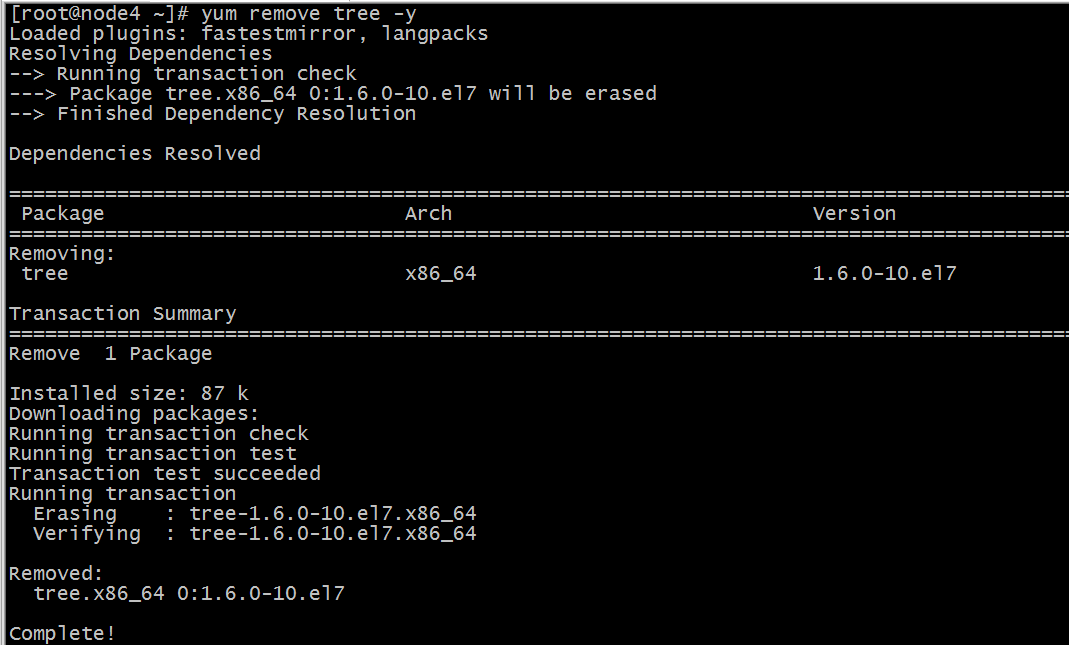 [root@node4 ~]# yum remove tree -y
Loaded plugins: fastestmirror, langpacks
Resolving Dependencies
--> Running transaction check
---> Package tree.x86_64 0:1.6.0-10.el7 will be erased
--> Finished Dependency Resolution
Dependencies Resolved
================================================================================
Package Arch Version
================================================================================
Removing:
tree x86_64 1.6.0-10.el7
Transaction Summary
================================================================================
Remove  1 Package
Installed size: 87 k
Downloading packages:
Running transaction check
Running transaction test
Transaction test succeeded
Running transaction
Erasing    : tree-1.6.0-10.el7.x86_64
Verifying  : tree-1.6.0-10.el7.x86_64
Removed:
tree.x86_64 0:1.6.0-10.el7
Complete!